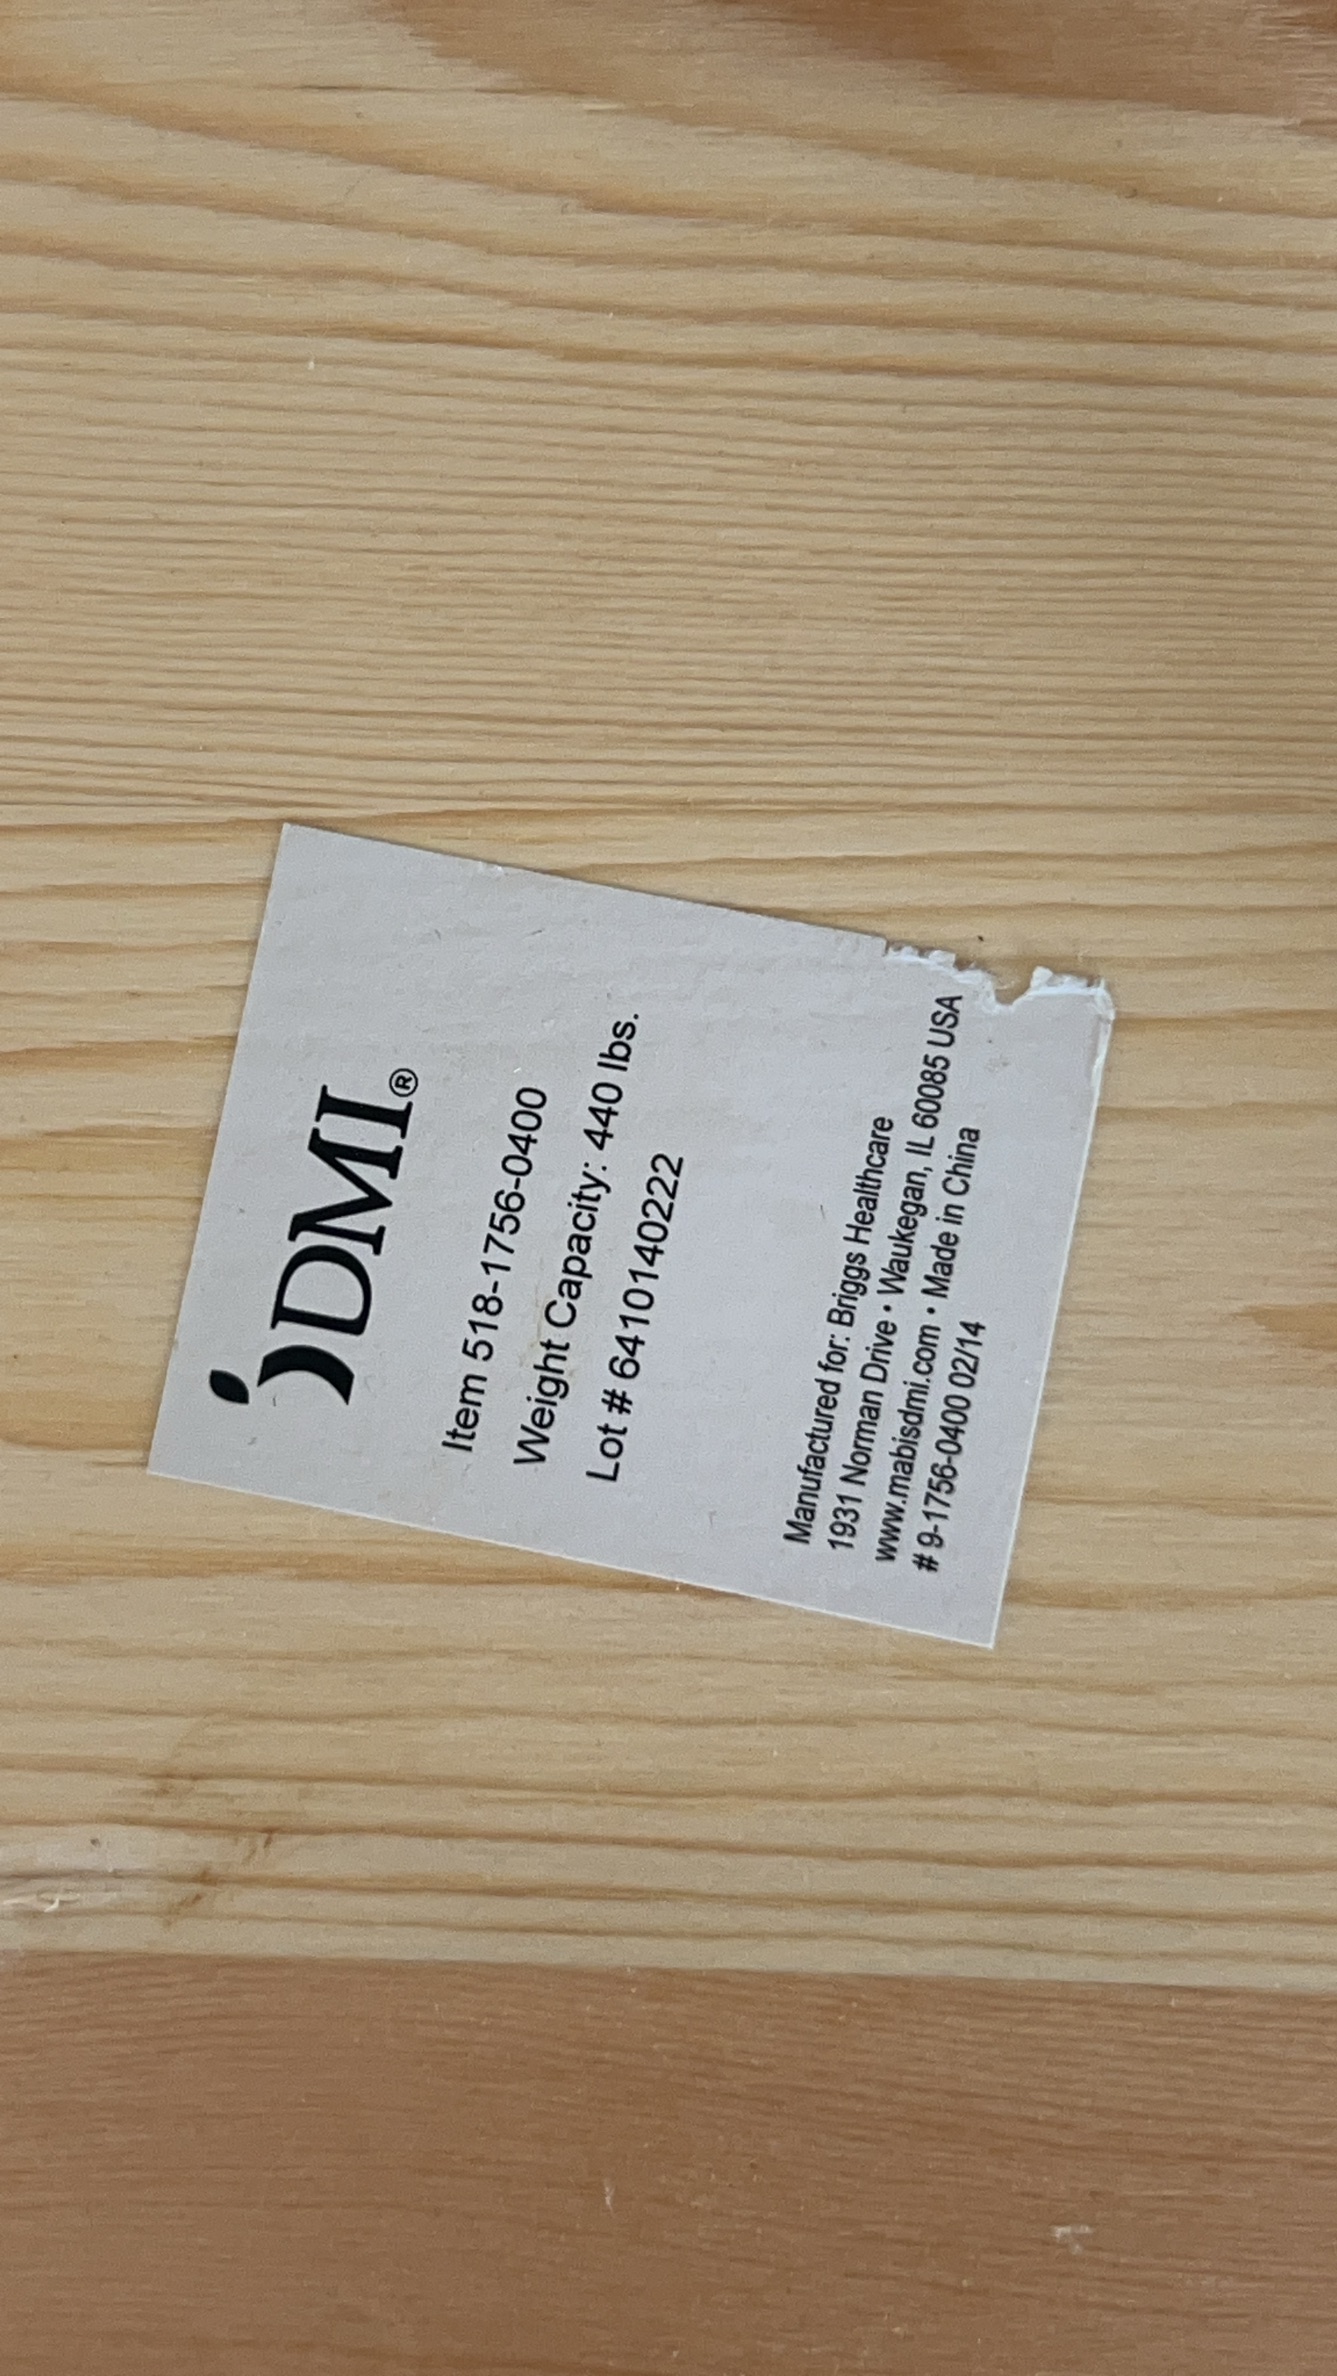 DMI®
Item 518-1756-0400
Weight Capacity: 440 lbs.
Lot # 6410140222
Manufactured for: Briggs Healthcare
1931 Norman Drive • Waukegan, IL 60085 USA
www.mabisdmi.com • Made in China
# 9-1756-0400 02/14